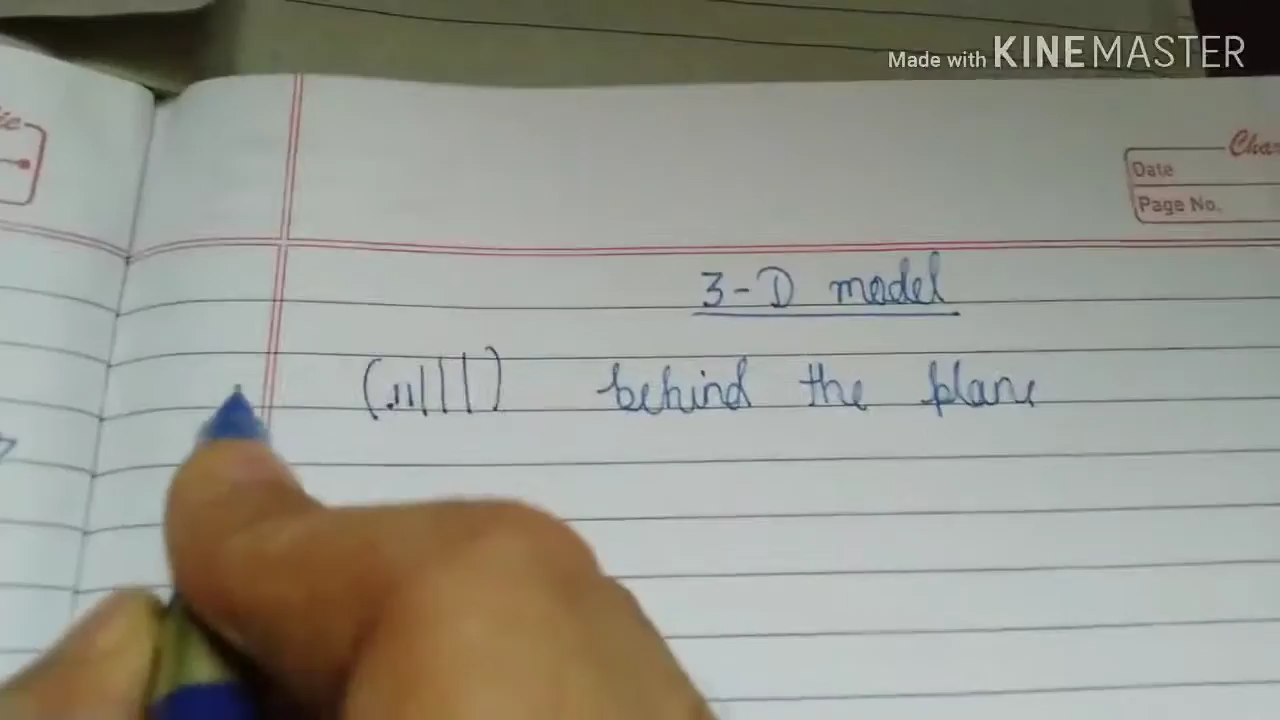 Made with KINEMASTER
Date
Page No.
3-D model
behind the plane